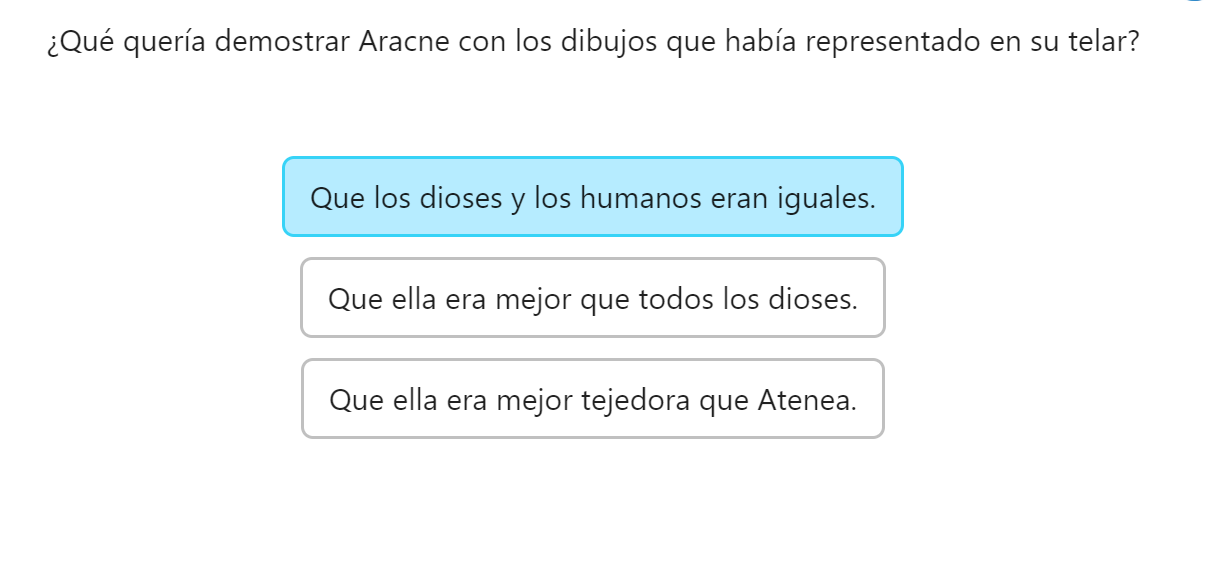 ¿Qué quería demostrar Aracne con los dibujos que había representado en su telar?
Que los dioses y los humanos eran iguales.
Que ella era mejor que todos los dioses.
Que ella era mejor tejedora que Atenea.